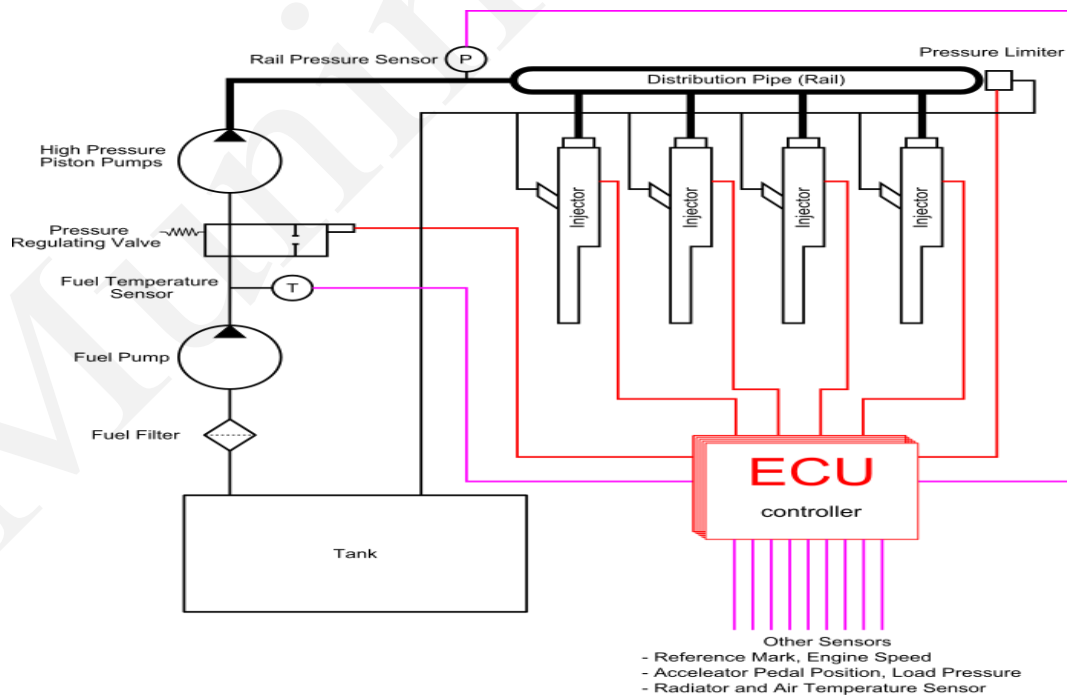 Rail Pressure Sensor
P
Pressure Limiter
Distribution Pipe (Rail)
High Pressure
Piston Pumps
Injector
Injector
Injector
Injector
Pressure
Regulating Valve
Fuel Temperature
Sensor
T
Fuel Pump
Fuel Filter
ECU
controller
Tank
Other Sensors
- Reference Mark, Engine Speed
- Acceleator Pedal Position, Load Pressure
- Radiator and Air Temperature Sensor